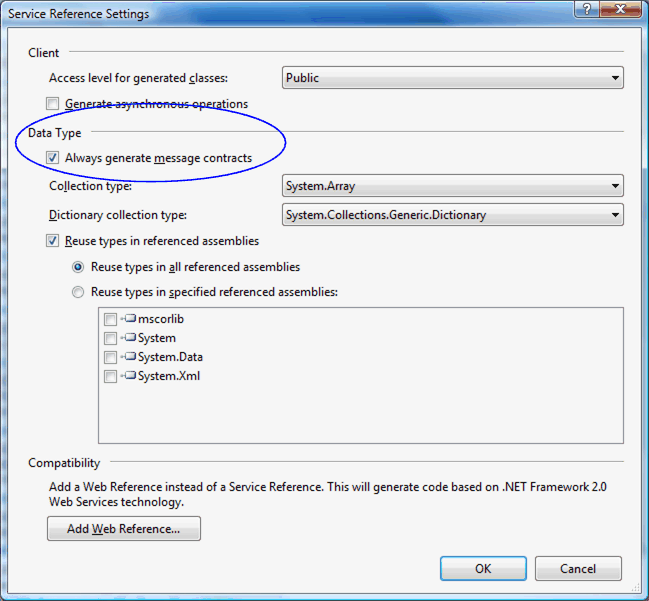 Service Reference Settings
?
Client
Access level for generated classes:
Public
Generate asynchronous operations
Data Type
Always generate message contracts
Collection type:
System.Array
Dictionary collection type:
System.Collections.Generic.Dictionary
Reuse types in referenced assemblies
Reuse types in all referenced assemblies
Reuse types in specified referenced assemblies:
mscorlib
System
System.Data
System.Xml
Compatibility
Add a Web Reference instead of a Service Reference. This will generate code based on .NET Framework 2.0
Web Services technology.
Add Web Reference...
OK
Cancel